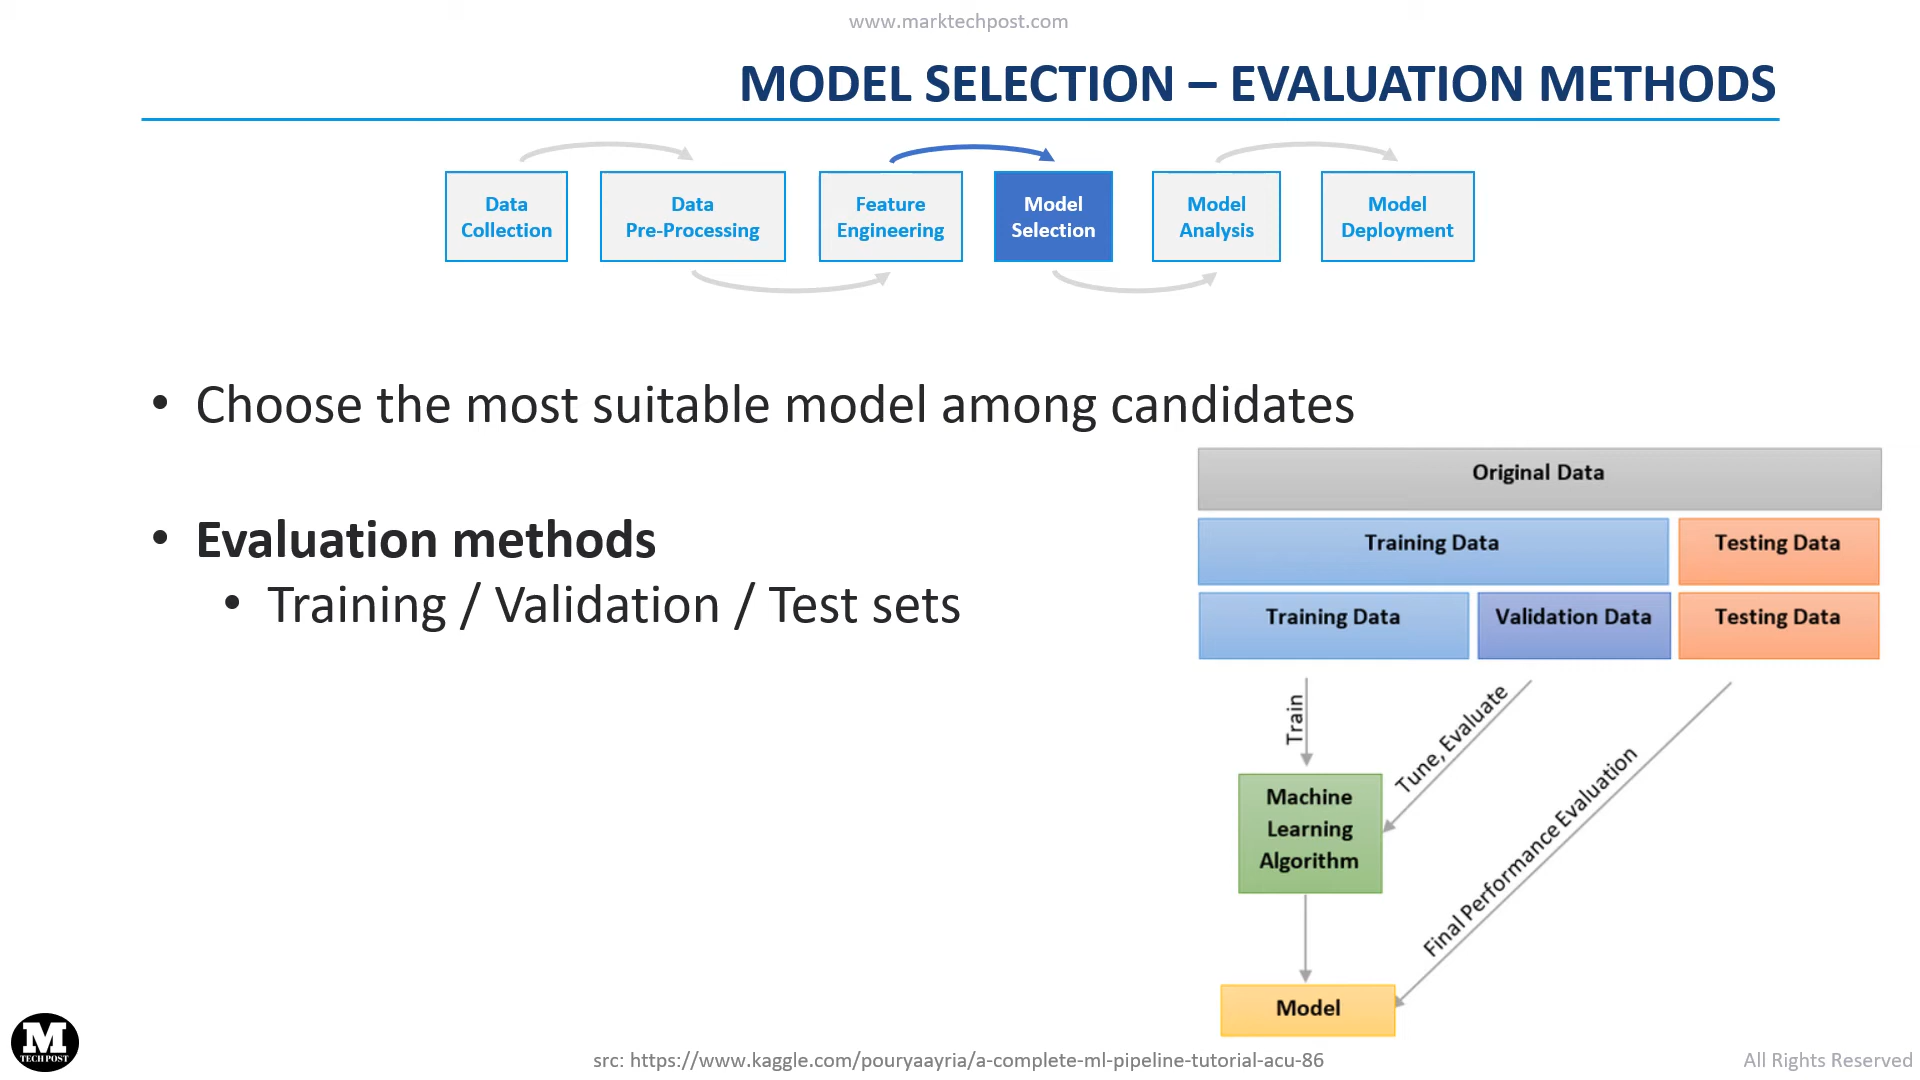 www.marktechpost.com
MODEL SELECTION – EVALUATION METHODS
Data
Collection
Data
Pre-Processing
Feature
Engineering
Model
Selection
Model
Analysis
Model
Deployment
• Choose the most suitable model among candidates
• Evaluation methods
• Training / Validation / Test sets
Original Data
Training Data
Testing Data
Training Data
Validation Data
Testing Data
Train
Tune, Evaluate
Final Performance Evaluation
Machine
Learning
Algorithm
Model
M
TECH POST
src: https://www.kaggle.com/pouryaayria/a-complete-ml-pipeline-tutorial-acu-86
All Rights Reserved